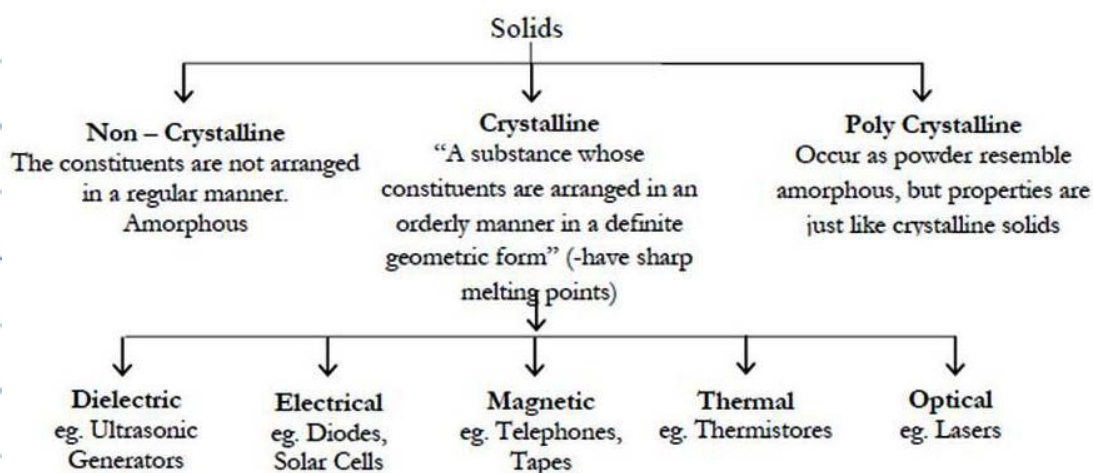 Solids
Non – Crystalline
The constituents are not arranged
in a regular manner.
Amorphous
Crystalline
“A substance whose
constituents are arranged in an
orderly manner in a definite
geometric form” (-have sharp
melting points)
Poly Crystalline
Occur as powder resemble
amorphous, but properties are
just like crystalline solids
Dielectric
eg. Ultrasonic
Generators
Electrical
eg. Diodes,
Solar Cells
Magnetic
eg. Telephones,
Tapes
Thermal
eg. Thermistores
Optical
eg. Lasers